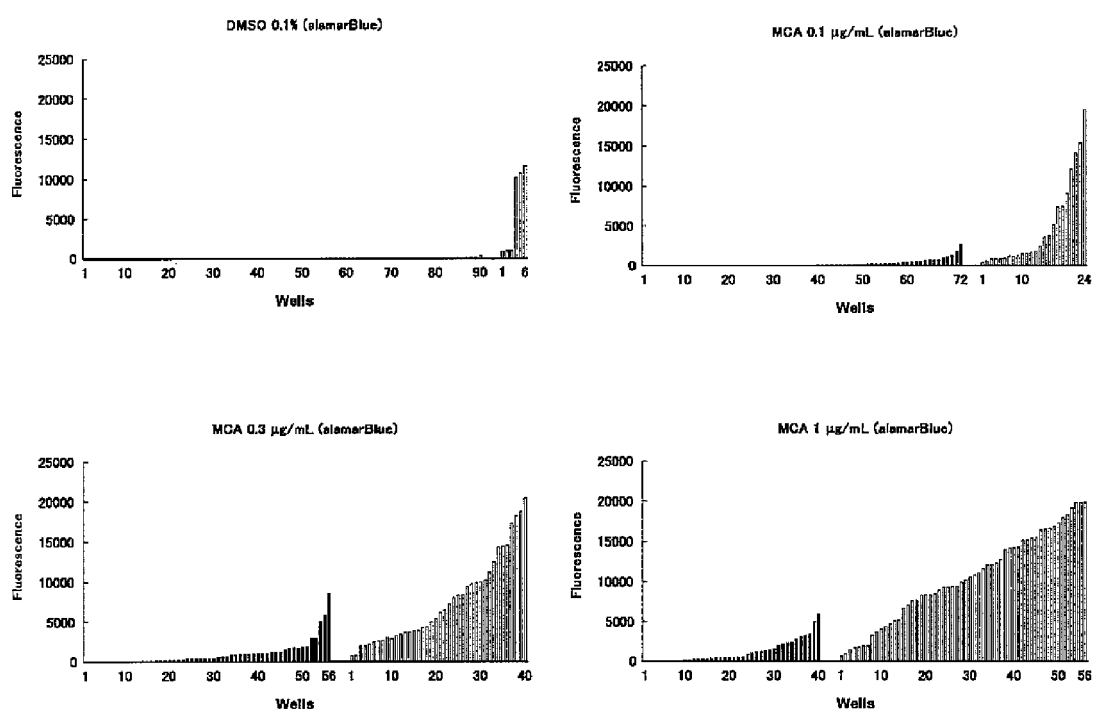 DMSO 0.1% (alamarBlue)
25000
20000
15000
10000
5000
0
Fluorescence
1 10 20 30 40 50 60 70 80 90 1 6
Wells
MCA 0.1 μg/mL (alamarBlue)
25000
20000
15000
10000
5000
0
Fluorescence
1 10 20 30 40 50 60 72 1 10 24
Wells
MCA 0.3 μg/mL (alamarBlue)
25000
20000
15000
10000
5000
0
Fluorescence
1 10 20 30 40 50 56 1 10 20 30 40
Wells
MCA 1 μg/mL (alamarBlue)
25000
20000
15000
10000
5000
0
Fluorescence
1 10 20 30 40 1 10 20 30 40 50 56
Wells